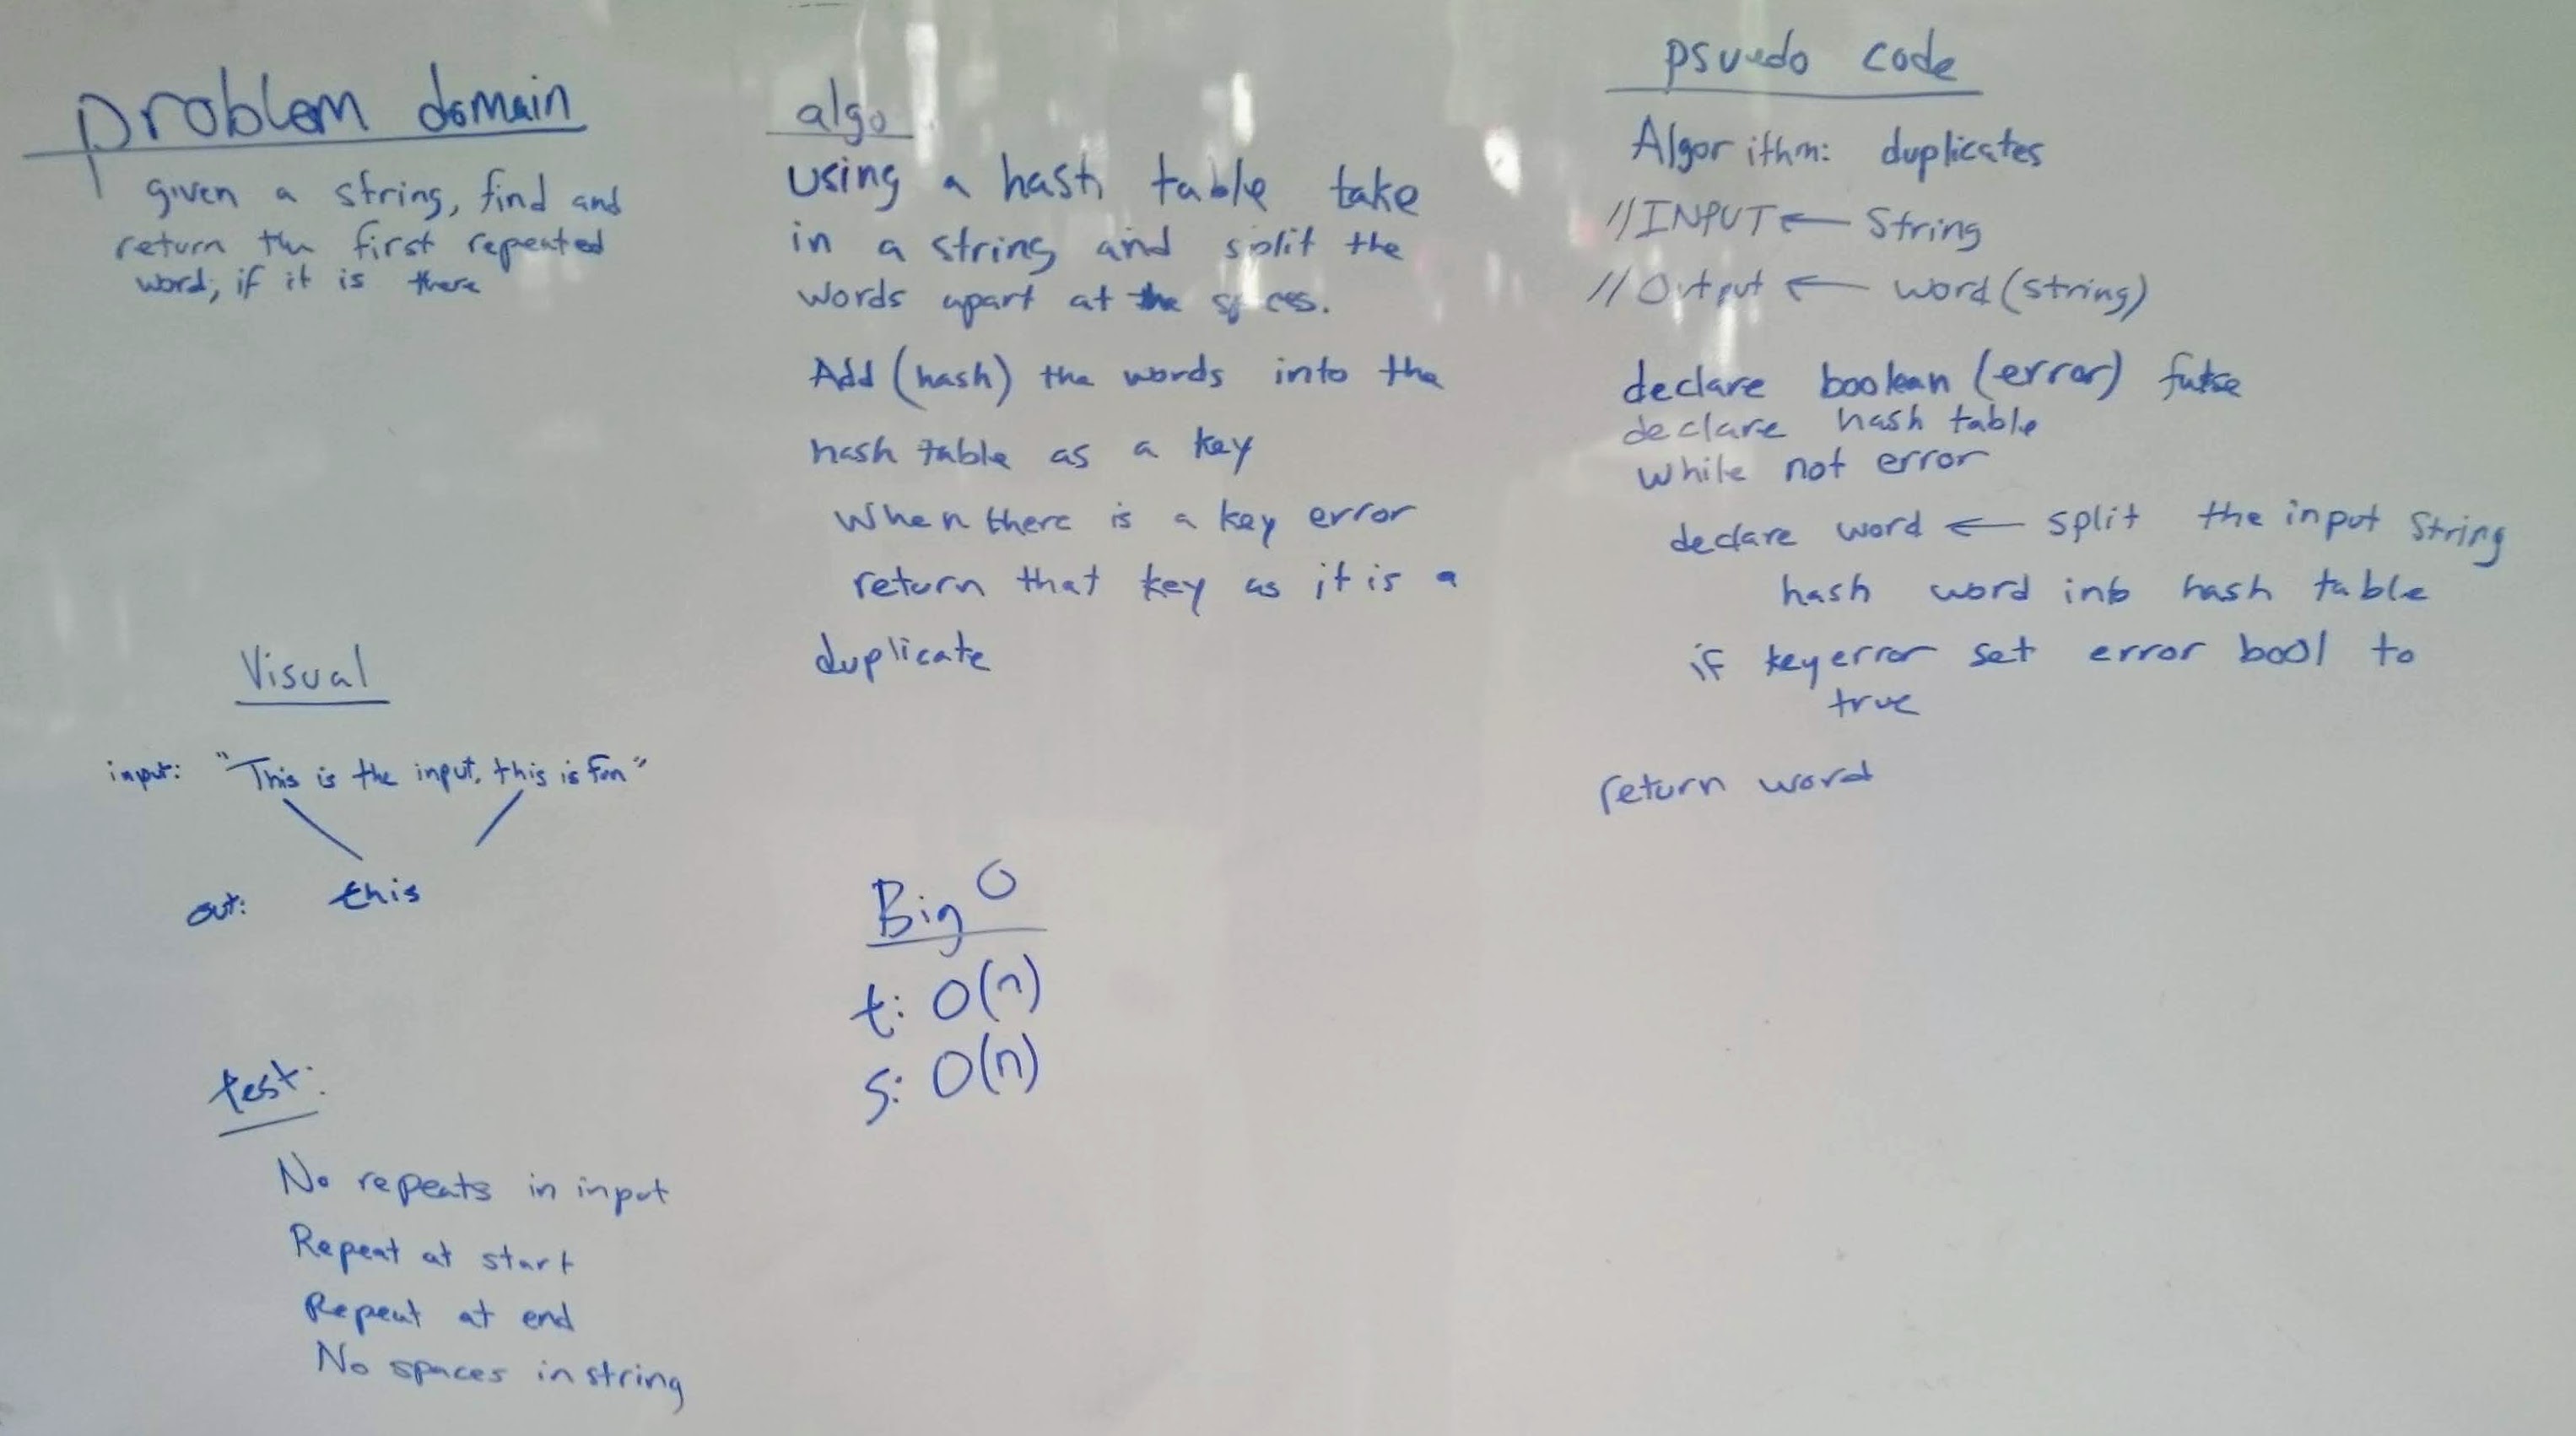 problem domain
given a string, find and
return the first repeated
word, if it is there
Visual
input: "This is the input, this is fun"
out: this
test:
No repeats in input
Repeat at start
Repeat at end
No spaces in string
algo
using a hash table take
in a string and split the
words apart at the
Add (hash) the words into the
hash table as a key
When there is a key error
return that key as it is a
duplicate
Big O
t: O(n)
s: O(n)
psuedo code
Algorithm: duplicates
//INPUT ← String
//Output ← word (string)
declare boolean (error) false
declare hash table
while not error
declare word ← split the input String
hash word into hash table
if key error set error bool to
true
return word